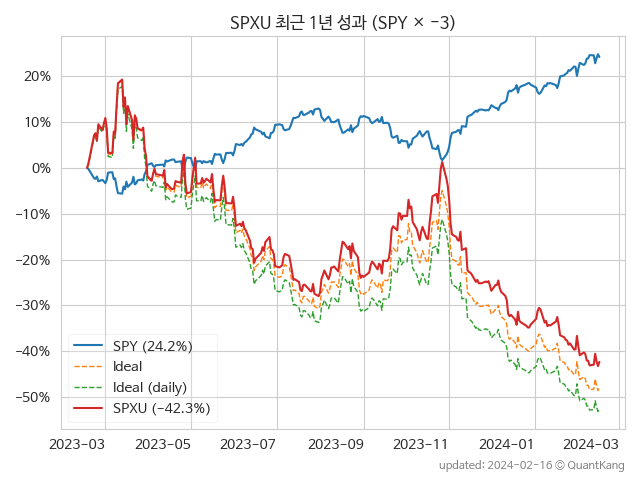 SPXU 최근 1년 성과 (SPY × −3)
20%
10%
0%
−10%
−20%
−30%
−40%
−50%
SPY (24.2%)
Ideal
Ideal (daily)
SPXU (−42.3%)
2023−03
2023−05
2023−07
2023−09
2023−11
2024−01
2024−03
updated: 2024−02−16 © QuantKang